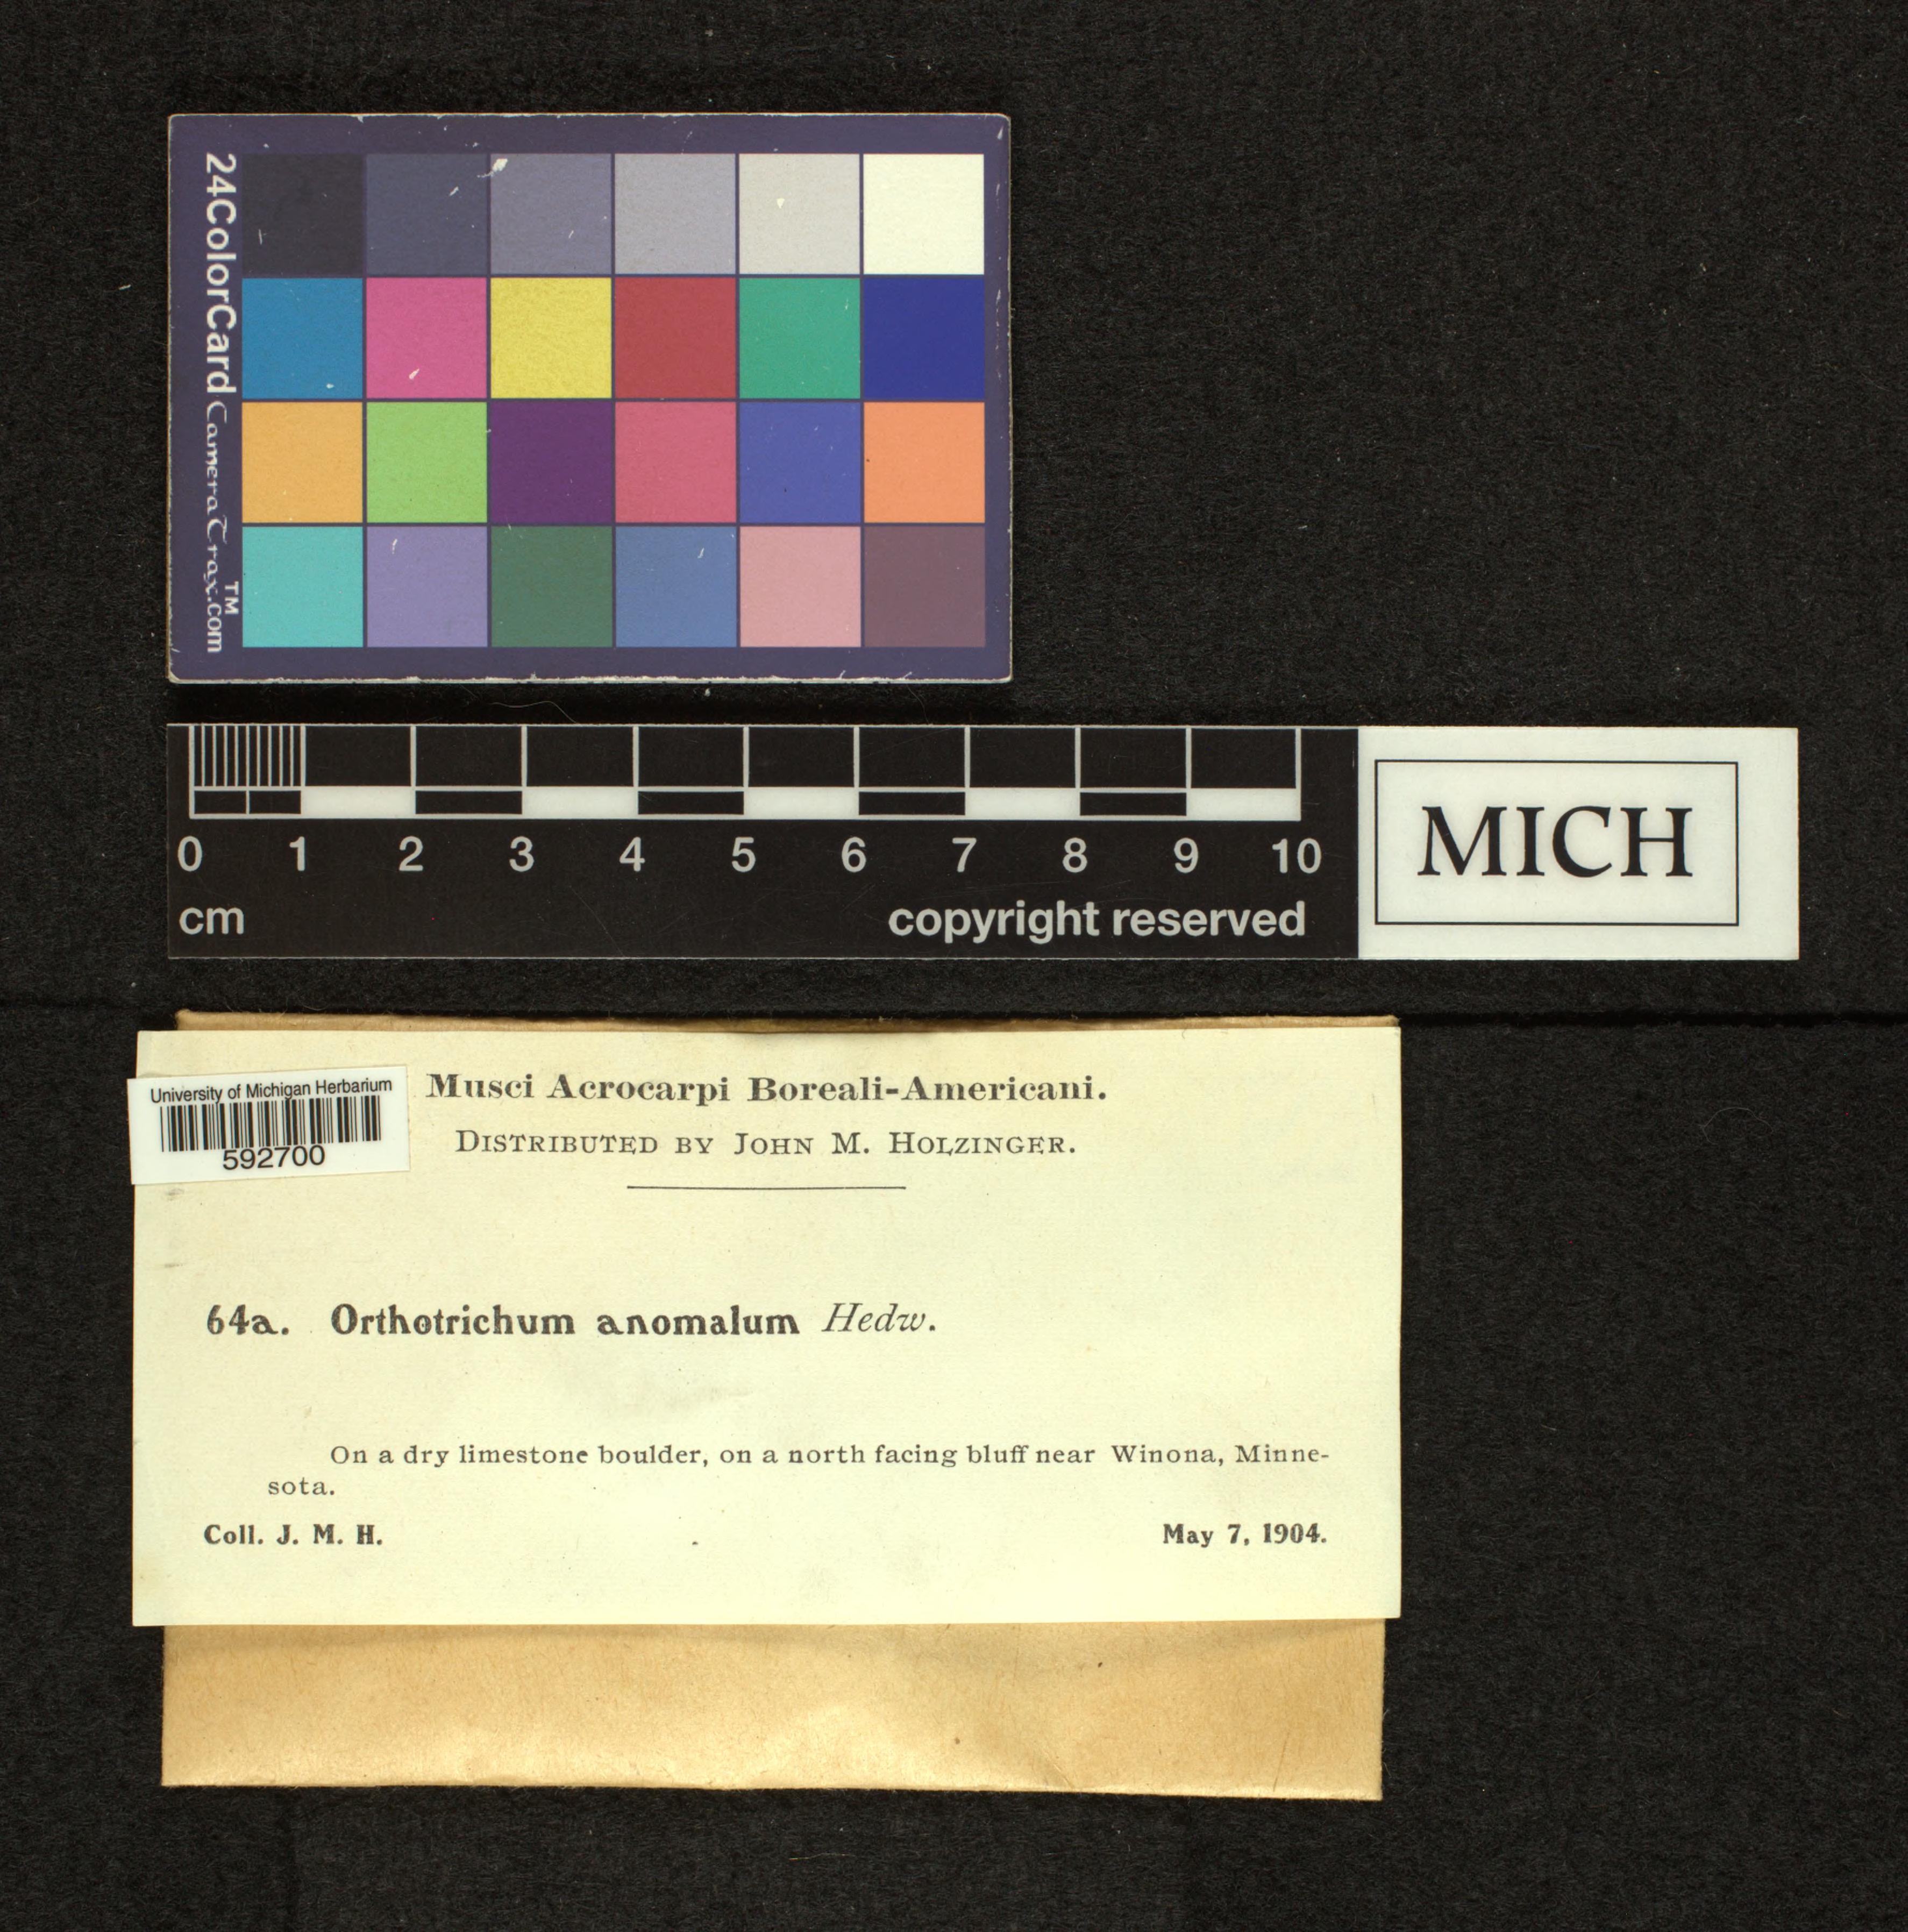 24ColorCard CameraTrax.com
TM
0 1 2 3 4 5 6 7 8 9 10
cm copyright reserved
MICH
University of Michigan Herbarium
592700
Musci Acrocarpi Boreali-Americani.
Distributed by John M. Holzinger.
64a. Orthotrichum anomalum Hedw.
On a dry limestone boulder, on a north facing bluff near Winona, Minne-
sota.
Coll. J. M. H. May 7, 1904.